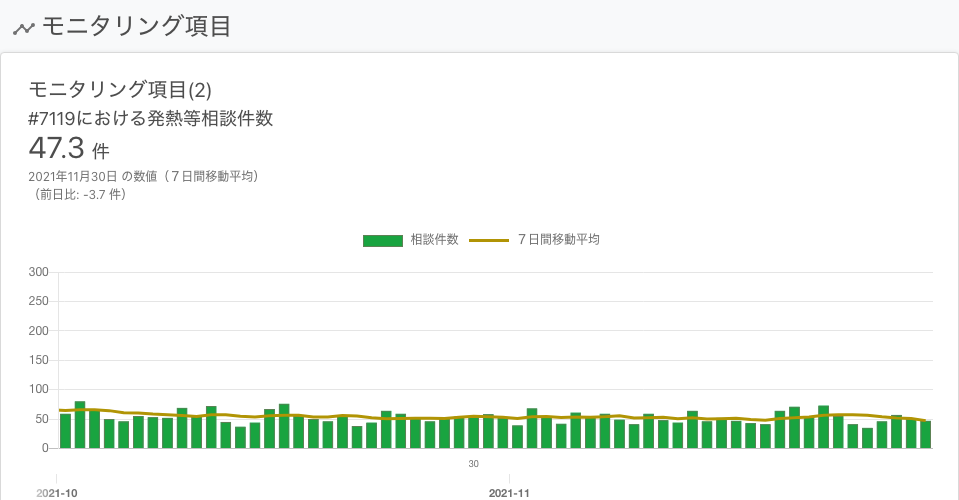 モニタリング項目
モニタリング項目(2)
#7119における発熱等相談件数
47.3 件
2021年11月30日 の数値（７日間移動平均）
（前日比: -3.7 件）
相談件数 ７日間移動平均
300
250
200
150
100
50
0
30
2021-10 2021-11